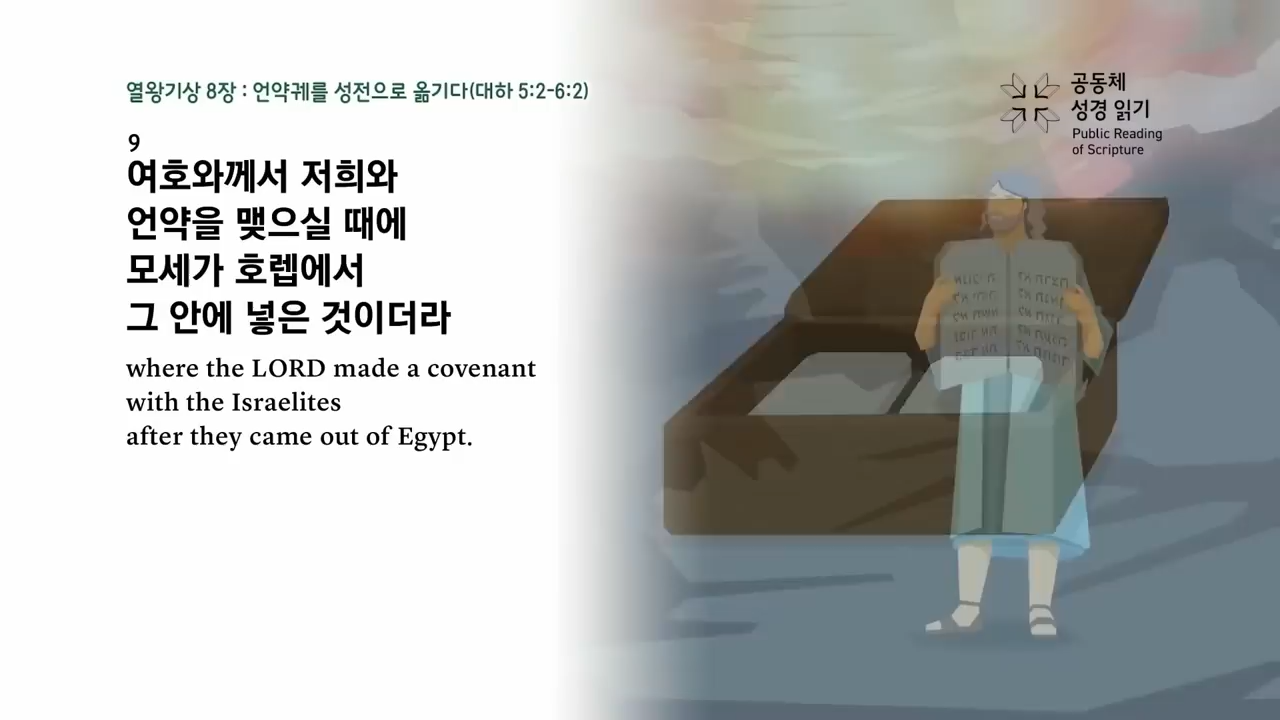 열왕기상 8장 : 언약궤를 성전으로 옮기다(대하 5:2-6:2)
9
여호와께서 저희와
언약을 맺으실 때에
모세가 호렙에서
그 안에 넣은 것이더라
where the LORD made a covenant
with the Israelites
after they came out of Egypt.
공동체
성경 읽기
Public Reading
of Scripture